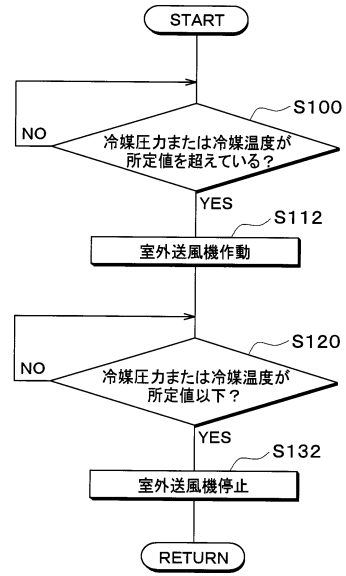 START
S100
NO
冷媒圧力または冷媒温度が
所定値を超えている？
YES
S112
室外送風機作動
S120
NO
冷媒圧力または冷媒温度が
所定値以下？
YES
S132
室外送風機停止
RETURN